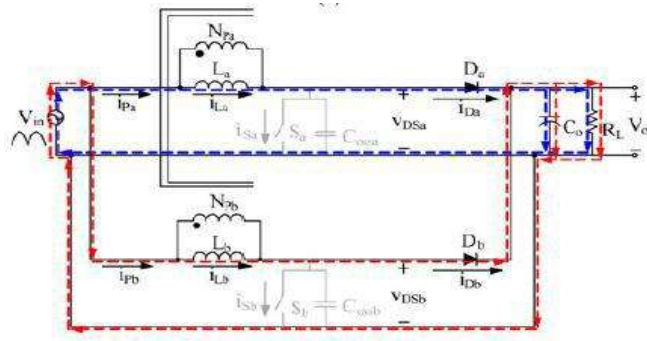 N_Pa
L_a
D_a
i_Pa
i_La
i_Da
V_in
i_Sa
S_a
C_ossa
v_DSa
C_o
R_L
+
V_o
−
N_Pb
L_b
D_b
i_Pb
i_Lb
i_Db
i_Sb
S_b
C_ossb
+
v_DSb
−